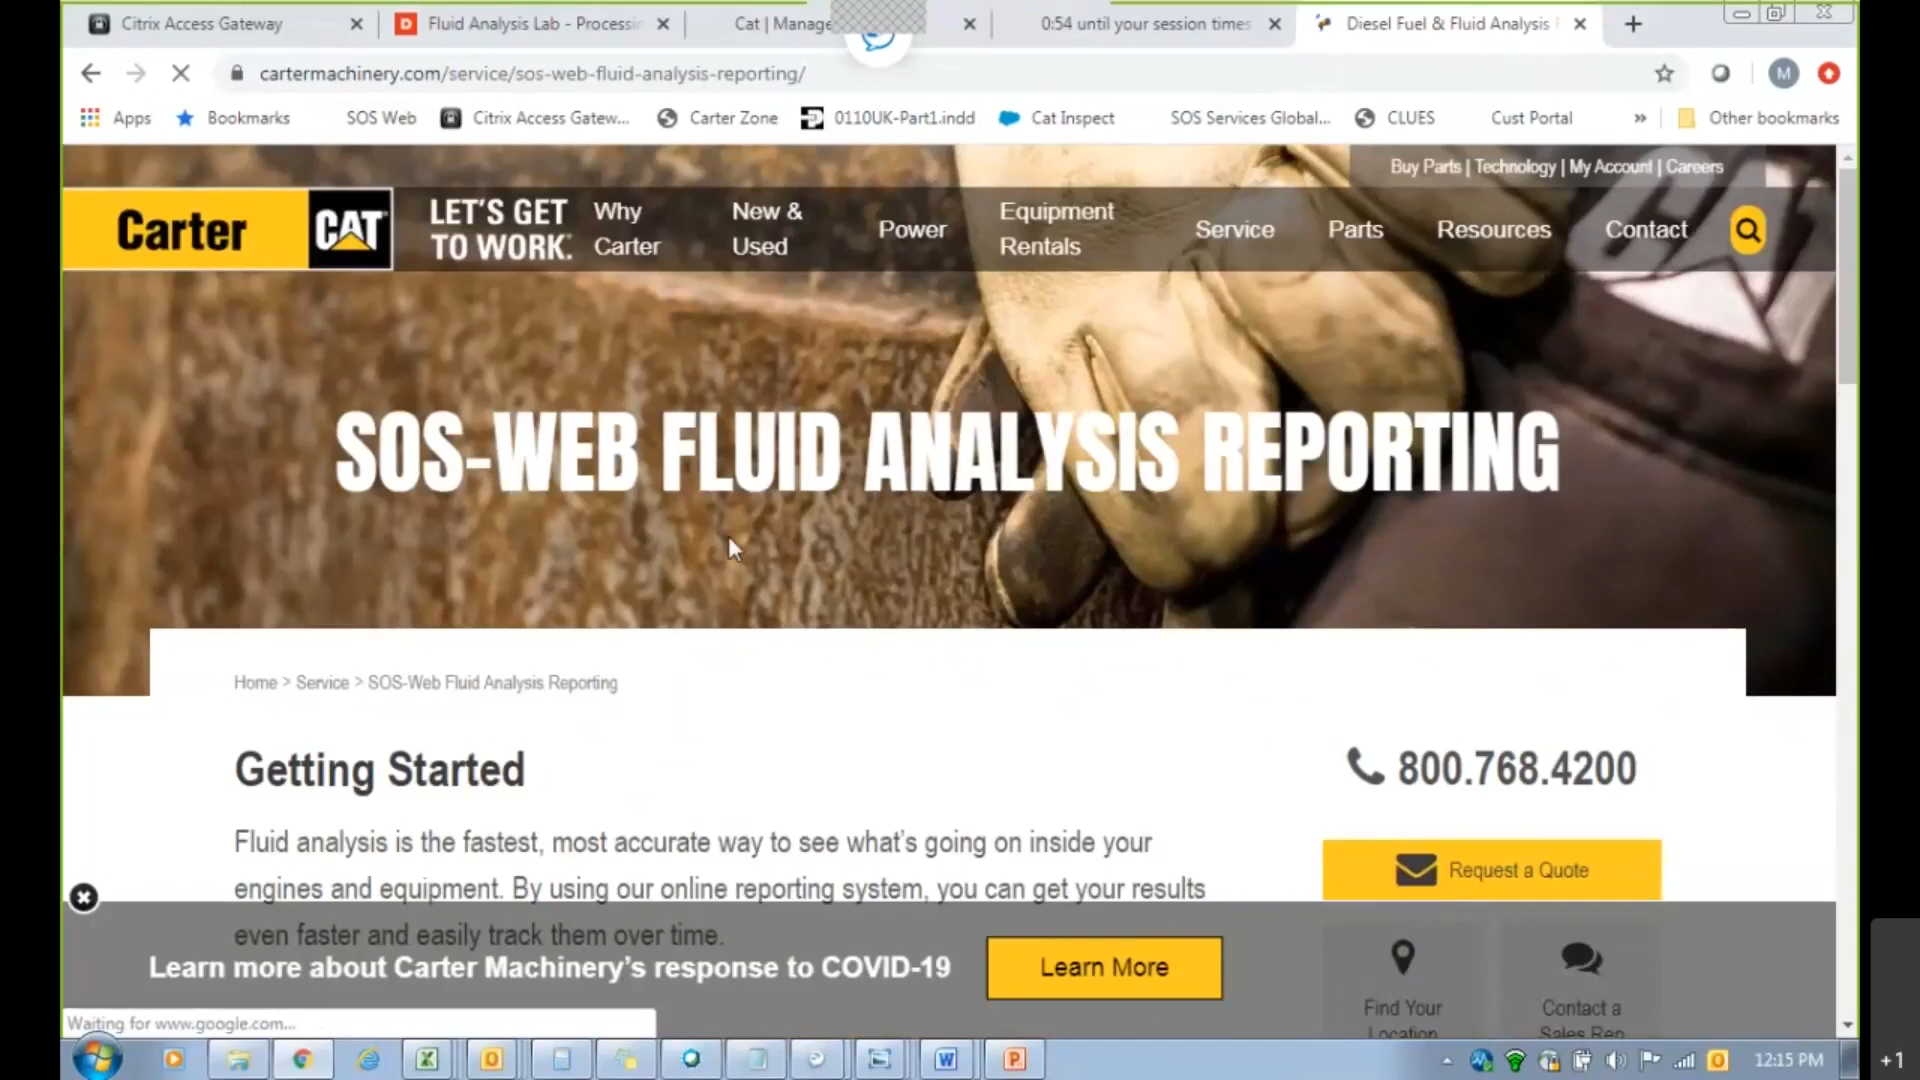 Citrix Access Gateway
Fluid Analysis Lab - Processin
Cat | Manage
0:54 until your session times
Diesel Fuel & Fluid Analysis
cartermachinery.com/service/sos-web-fluid-analysis-reporting/
M
Apps
Bookmarks
SOS Web
Citrix Access Gatew...
Carter Zone
0110UK-Part1.indd
Cat Inspect
SOS Services Global...
CLUES
Cust Portal
»
Other bookmarks
Buy Parts | Technology | My Account | Careers
Carter
CAT
LET'S GET
TO WORK.
Why
Carter
New &
Used
Power
Equipment
Rentals
Service
Parts
Resources
Contact
CAT
SOS-WEB FLUID ANALYSIS REPORTING
Home > Service > SOS-Web Fluid Analysis Reporting
Getting Started
800.768.4200
Fluid analysis is the fastest, most accurate way to see what's going on inside your
engines and equipment. By using our online reporting system, you can get your results
even faster and easily track them over time.
Request a Quote
Learn more about Carter Machinery's response to COVID-19
Learn More
Find Your
Location
Contact a
Sales Rep
Waiting for www.google.com...
12:15 PM
+1